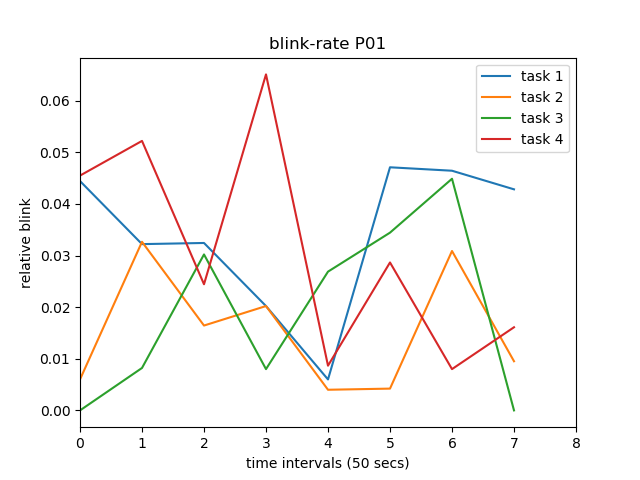 blink-rate P01
task 1
task 2
task 3
task 4
0.06
0.05
0.04
0.03
0.02
0.01
0.00
relative blink
0 1 2 3 4 5 6 7 8
time intervals (50 secs)